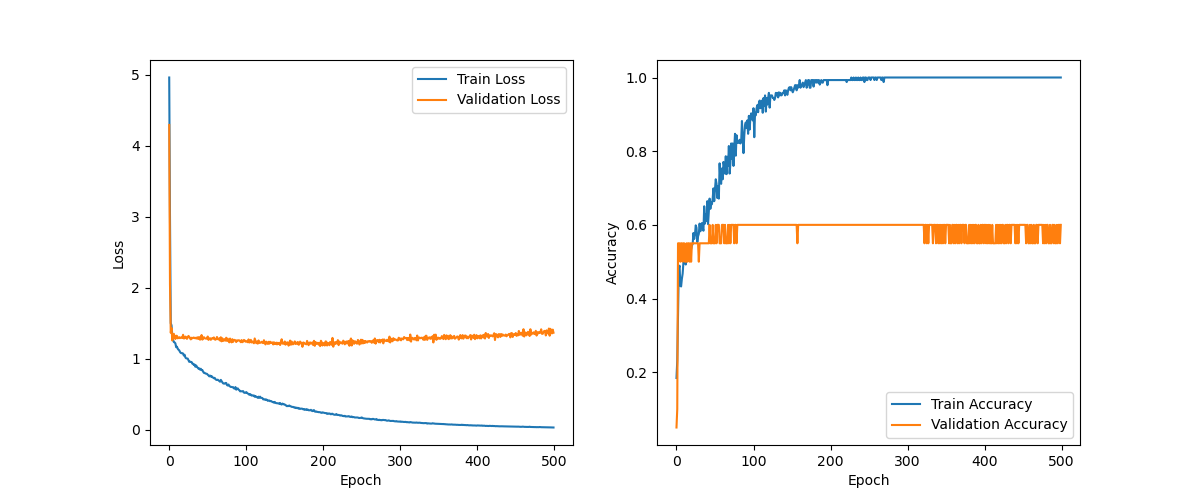 5
4
3
2
1
0
Loss
0 100 200 300 400 500
Epoch
Train Loss
Validation Loss
1.0
0.8
0.6
0.4
0.2
Accuracy
0 100 200 300 400 500
Epoch
Train Accuracy
Validation Accuracy